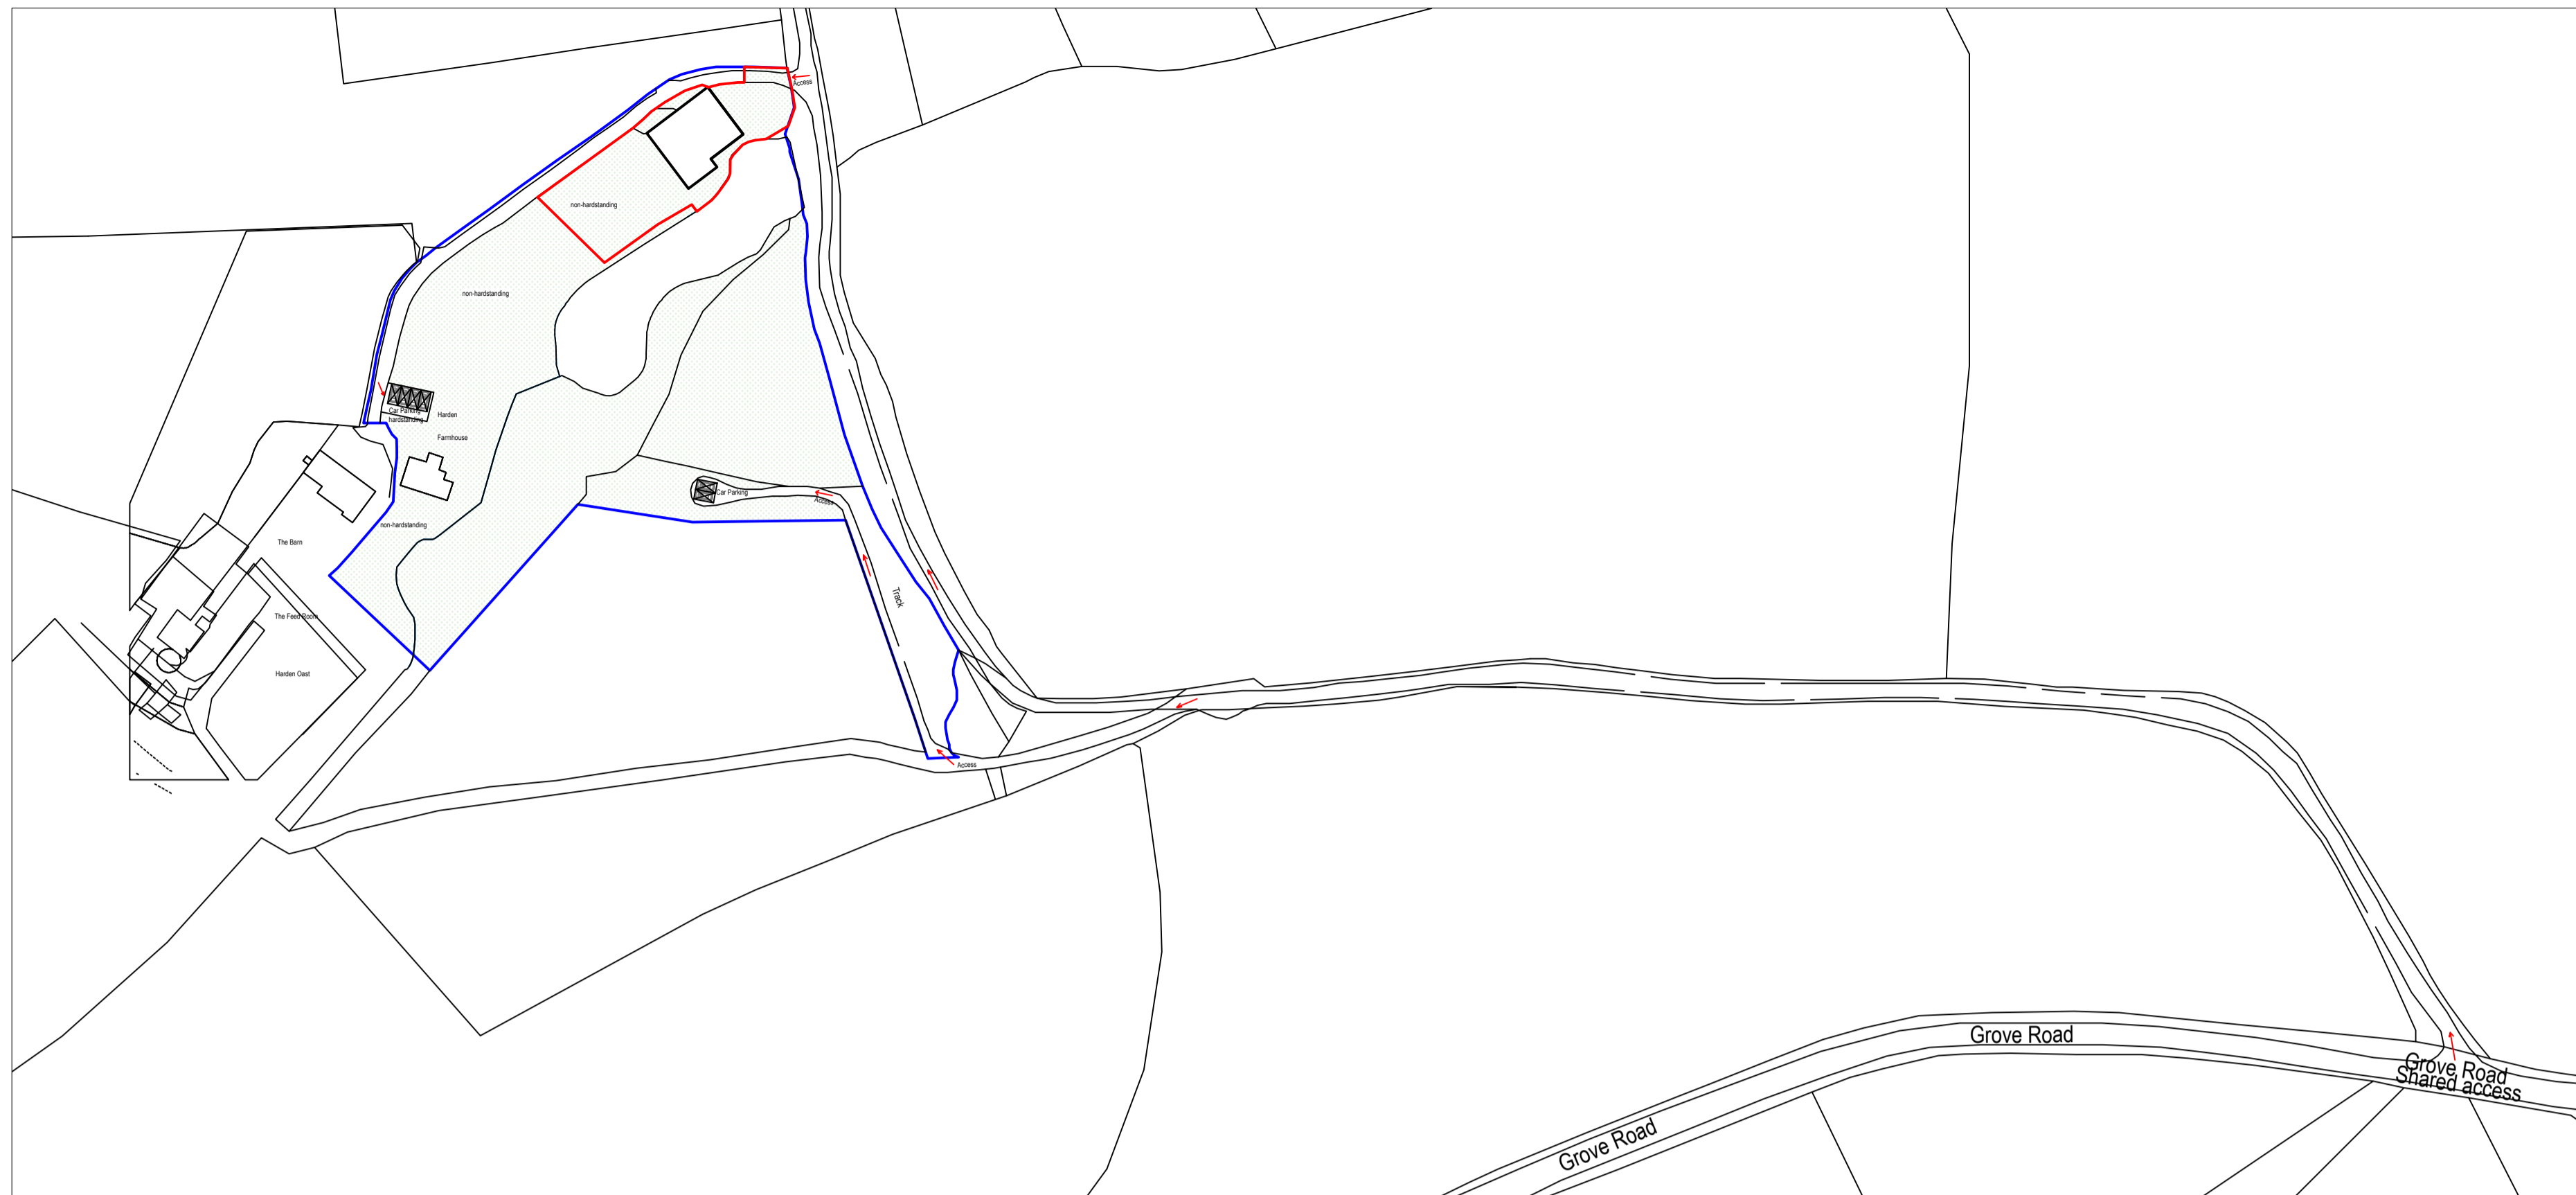 Access
non-hardstanding
non-hardstanding
Car Parking
hardstanding
Harden
Farmhouse
Car Parking
Access
non-hardstanding
The Barn
Track
The Feed Room
Harden Oast
Access
Grove Road
Grove Road
Shared access
Grove Road